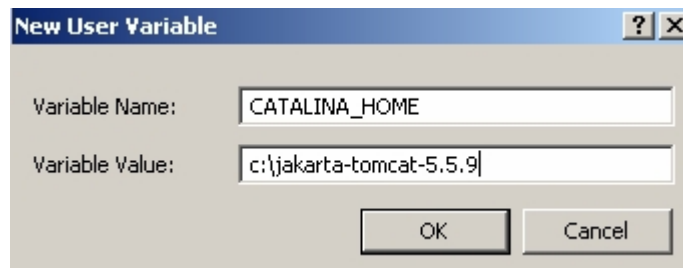 New User Variable
Variable Name: CATALINA_HOME
Variable Value: c:\jakarta-tomcat-5.5.9
OK Cancel